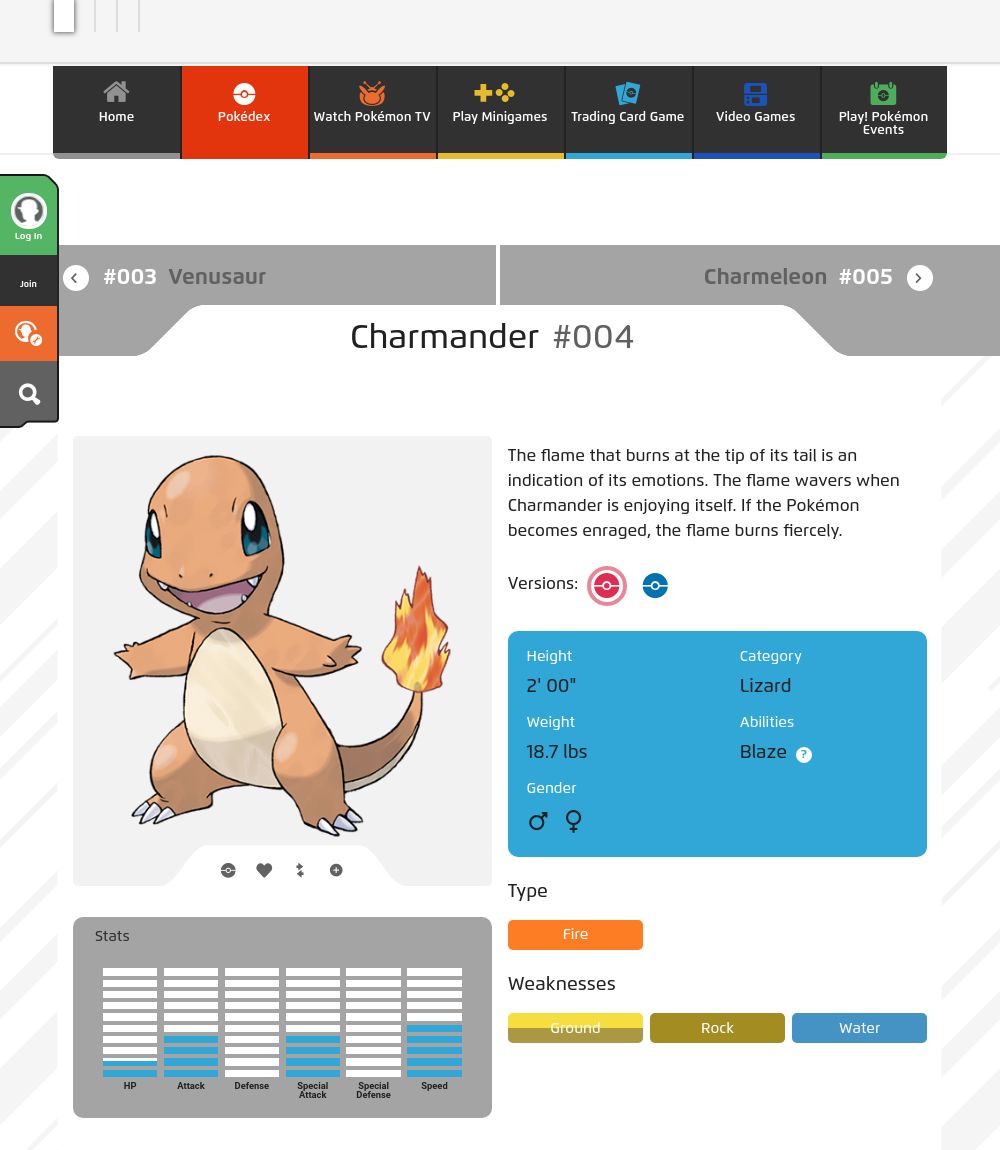 Home
Pokédex
Watch Pokémon TV
Play Minigames
Trading Card Game
Video Games
Play! Pokémon
Events
Log In
Join
#003 Venusaur
Charmeleon #005
Charmander #004
The flame that burns at the tip of its tail is an
indication of its emotions. The flame wavers when
Charmander is enjoying itself. If the Pokémon
becomes enraged, the flame burns fiercely.
Versions:
Height
2' 00"
Category
Lizard
Weight
18.7 lbs
Abilities
Blaze ?
Gender
Type
Fire
Weaknesses
Ground
Rock
Water
Stats
HP
Attack
Defense
Special
Attack
Special
Defense
Speed